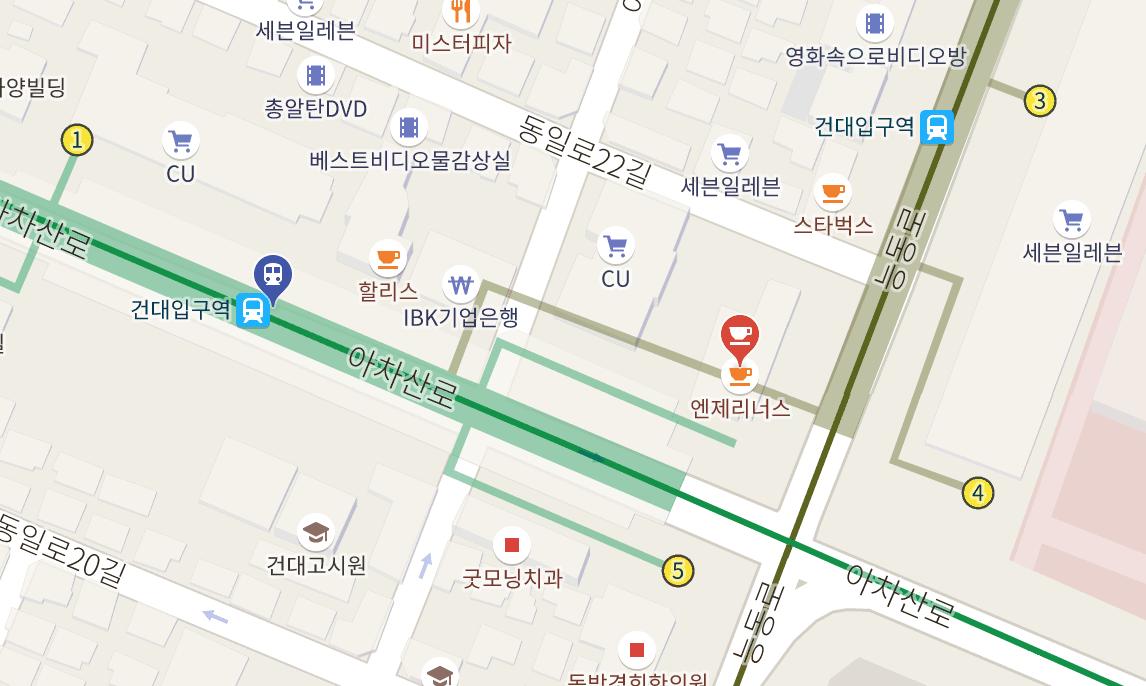 세븐일레븐
미스터피자
영화속으로비디오방
총알탄DVD
3
건대입구역
1
CU
베스트비디오물감상실
동일로22길
세븐일레븐
스타벅스
아차산로
능동로
세븐일레븐
할리스
CU
건대입구역
IBK기업은행
아차산로
엔제리너스
4
동일로20길
건대고시원
굿모닝치과
5
아차산로
능동로